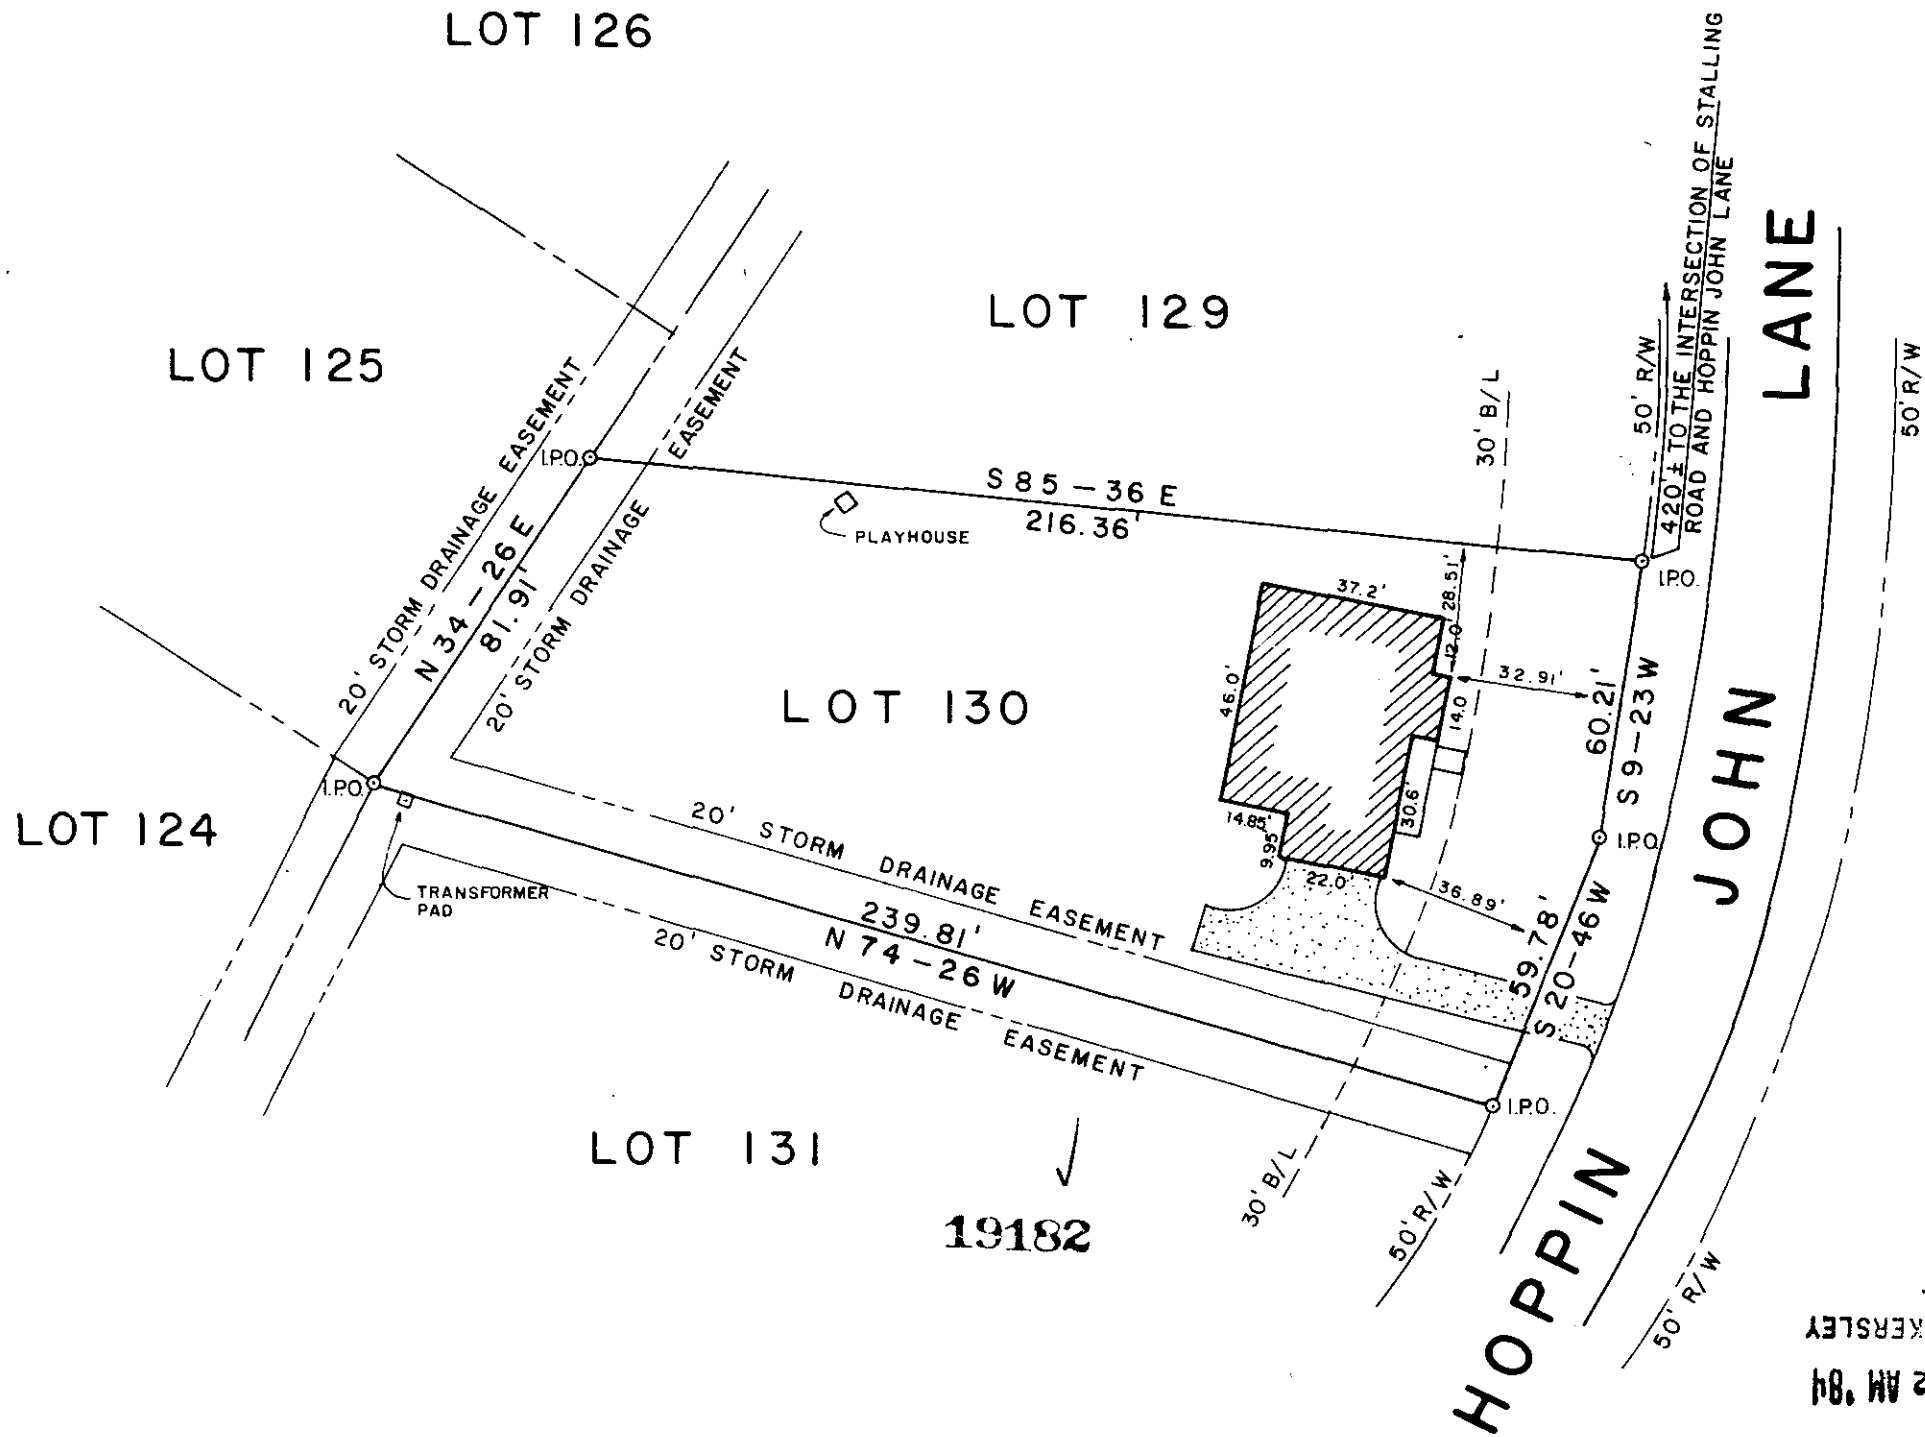 LOT 126
420' ± TO THE INTERSECTION OF STALLING
ROAD AND HOPPIN JOHN LANE
LOT 129
LOT 125
50' R/W
50' R/W
30' B/L
20' STORM DRAINAGE EASEMENT
20' STORM DRAINAGE EASEMENT
I.P.O.
S 85-36 E
216.36'
PLAYHOUSE
I.P.O.
N 34-26 E
81.91'
37.2'
28.51'
12.0'
32.91'
46.0'
14.0
60.21'
S 9-23 W
LOT 130
I.P.O.
LOT 124
TRANSFORMER
PAD
30.6'
14.85'
9.95'
22.0'
36.89'
I.P.O.
59.78'
S 20-46 W
20' STORM DRAINAGE EASEMENT
239.81'
N 74-26 W
20' STORM DRAINAGE EASEMENT
I.P.O.
LOT 131
30' B/L
50' R/W
50' R/W
19182
HOPPIN JOHN LANE
KERSLEY
2 AM '84